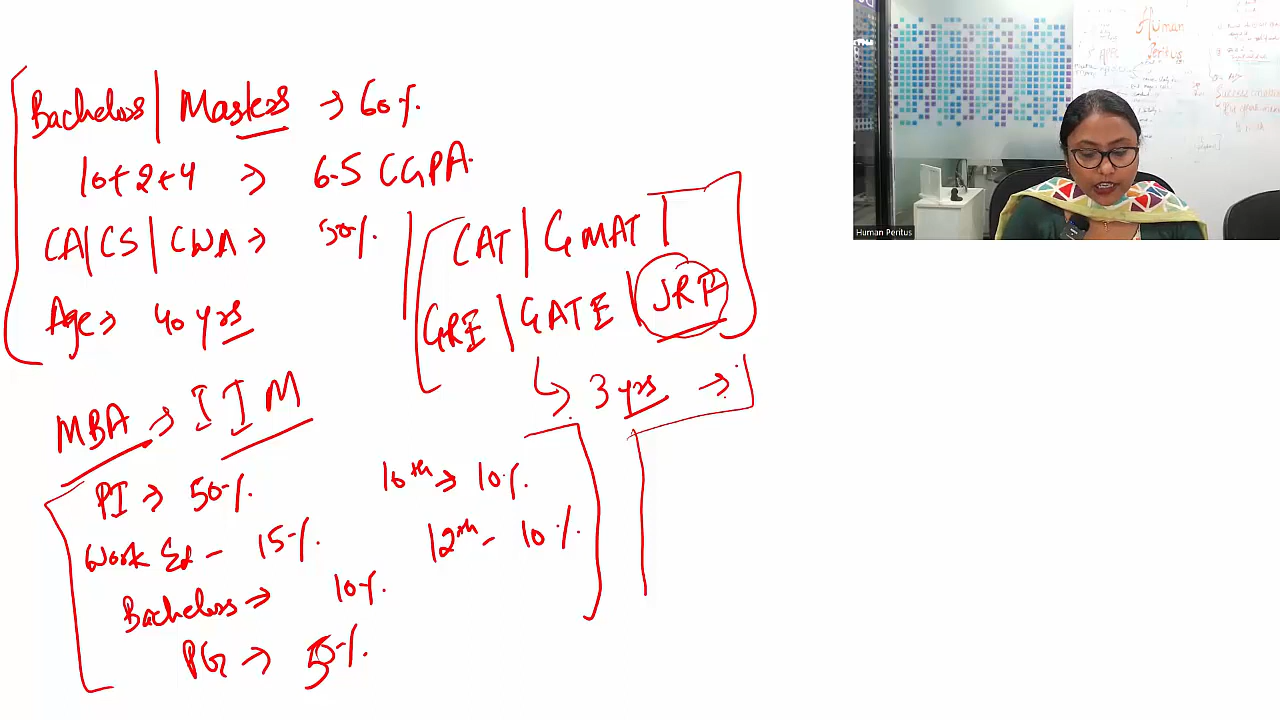 Bachelors | Masters → 60%.
10+2+4 → 6.5 CGPA.
CA|CS|CWA → 50%.
Age → 40 yrs
CAT | GMAT |
GRE | GATE | JRF
↳ 3 yrs →
MBA → IIM
PI → 50%.
Work Ex - 15%.
Bachelors → 10%.
PG → 5%.
10th → 10%.
12th - 10%.
Human
Peritus
Human Peritus